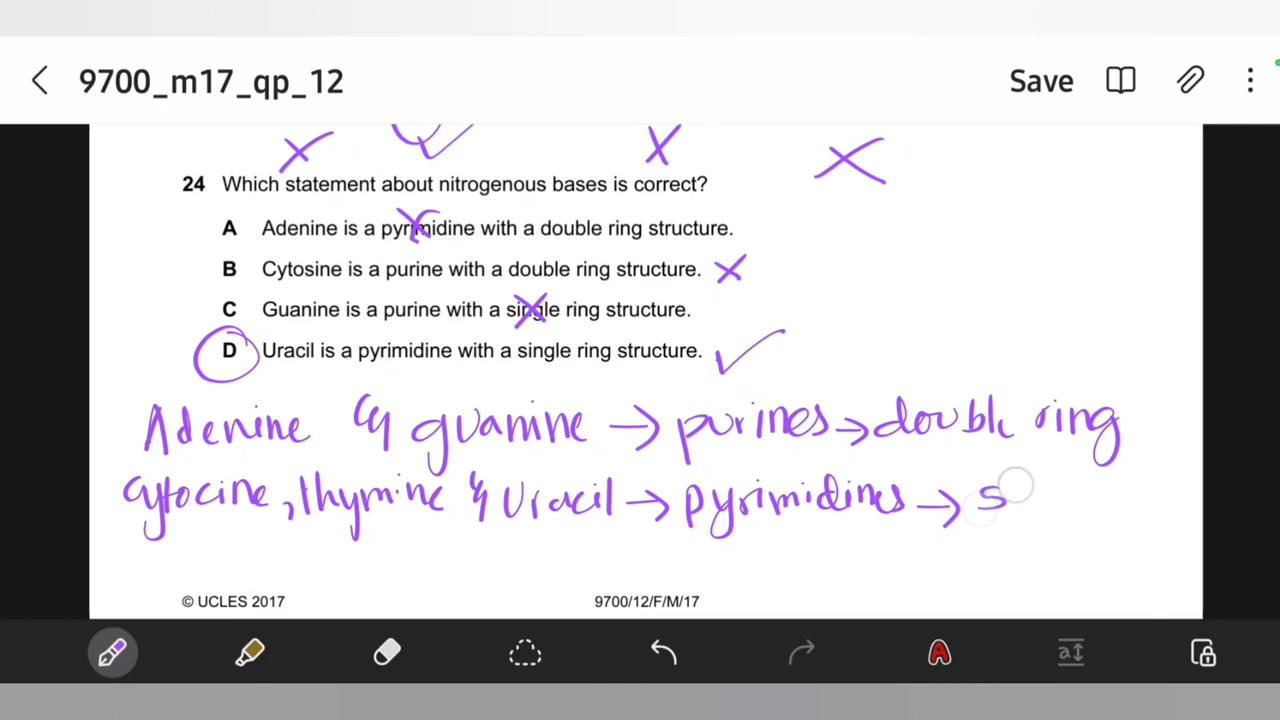 9700_m17_qp_12 Save
24 Which statement about nitrogenous bases is correct?
A Adenine is a pyrimidine with a double ring structure.
B Cytosine is a purine with a double ring structure.
C Guanine is a purine with a single ring structure.
D Uracil is a pyrimidine with a single ring structure.
Adenine & guanine → purines → double ring
Cytocine, thymine & Uracil → pyrimidines → s
© UCLES 2017 9700/12/F/M/17
A a